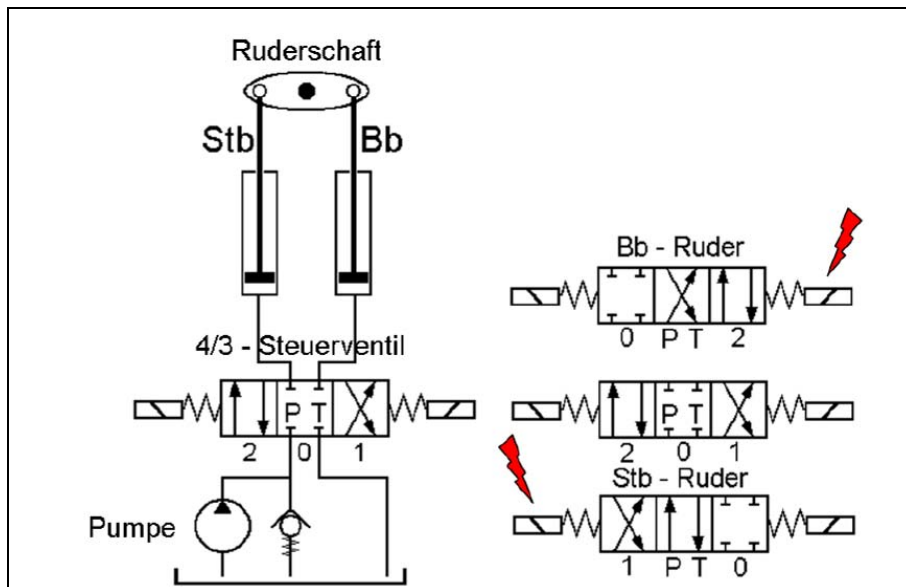 Ruderschaft
Stb Bb
4/3 - Steuerventil
P T
2 0 1
Pumpe
Bb - Ruder
0 P T 2
P T
2 0 1
Stb - Ruder
1 P T 0